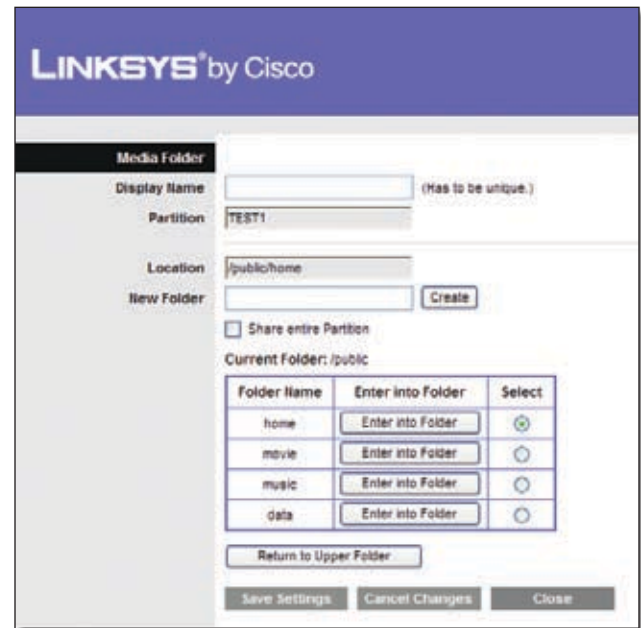 LINKSYS® by Cisco
Media Folder
Display Name (Has to be unique.)
Partition TEST1
Location /public/home
New Folder Create
Share entire Partition
Current Folder: /public
Folder Name Enter into Folder Select
home Enter into Folder
movie Enter into Folder
music Enter into Folder
data Enter into Folder
Return to Upper Folder
Save Settings Cancel Changes Close